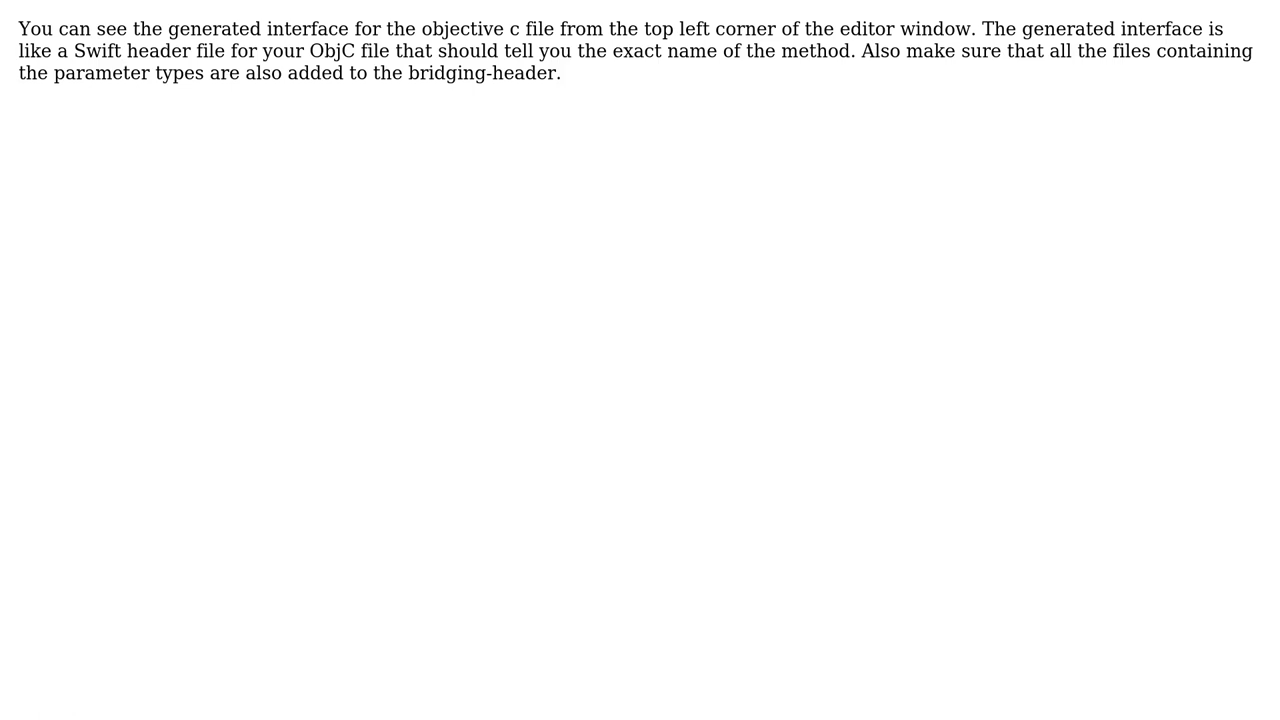 You can see the generated interface for the objective c file from the top left corner of the editor window. The generated interface is
like a Swift header file for your ObjC file that should tell you the exact name of the method. Also make sure that all the files containing
the parameter types are also added to the bridging-header.